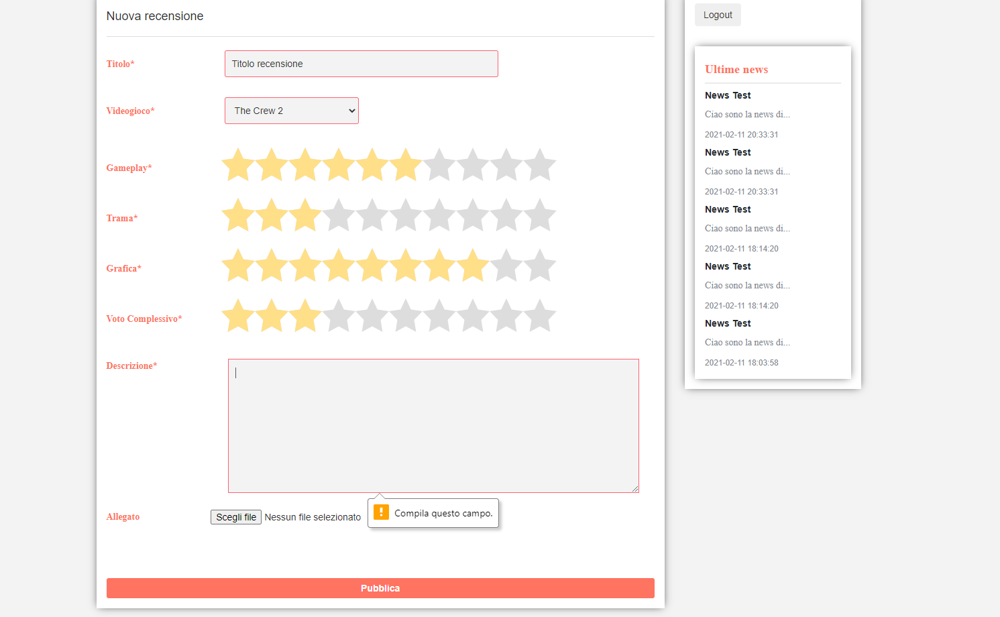 Nuova recensione
Titolo*
Titolo recensione
Videogioco*
The Crew 2
Gameplay*
Trama*
Grafica*
Voto Complessivo*
Descrizione*
Compila questo campo.
Allegato
Scegli file Nessun file selezionato
Pubblica
Logout
Ultime news
News Test
Ciao sono la news di...
2021-02-11 20:33:31
News Test
Ciao sono la news di...
2021-02-11 20:33:31
News Test
Ciao sono la news di...
2021-02-11 18:14:20
News Test
Ciao sono la news di...
2021-02-11 18:14:20
News Test
Ciao sono la news di...
2021-02-11 18:03:58